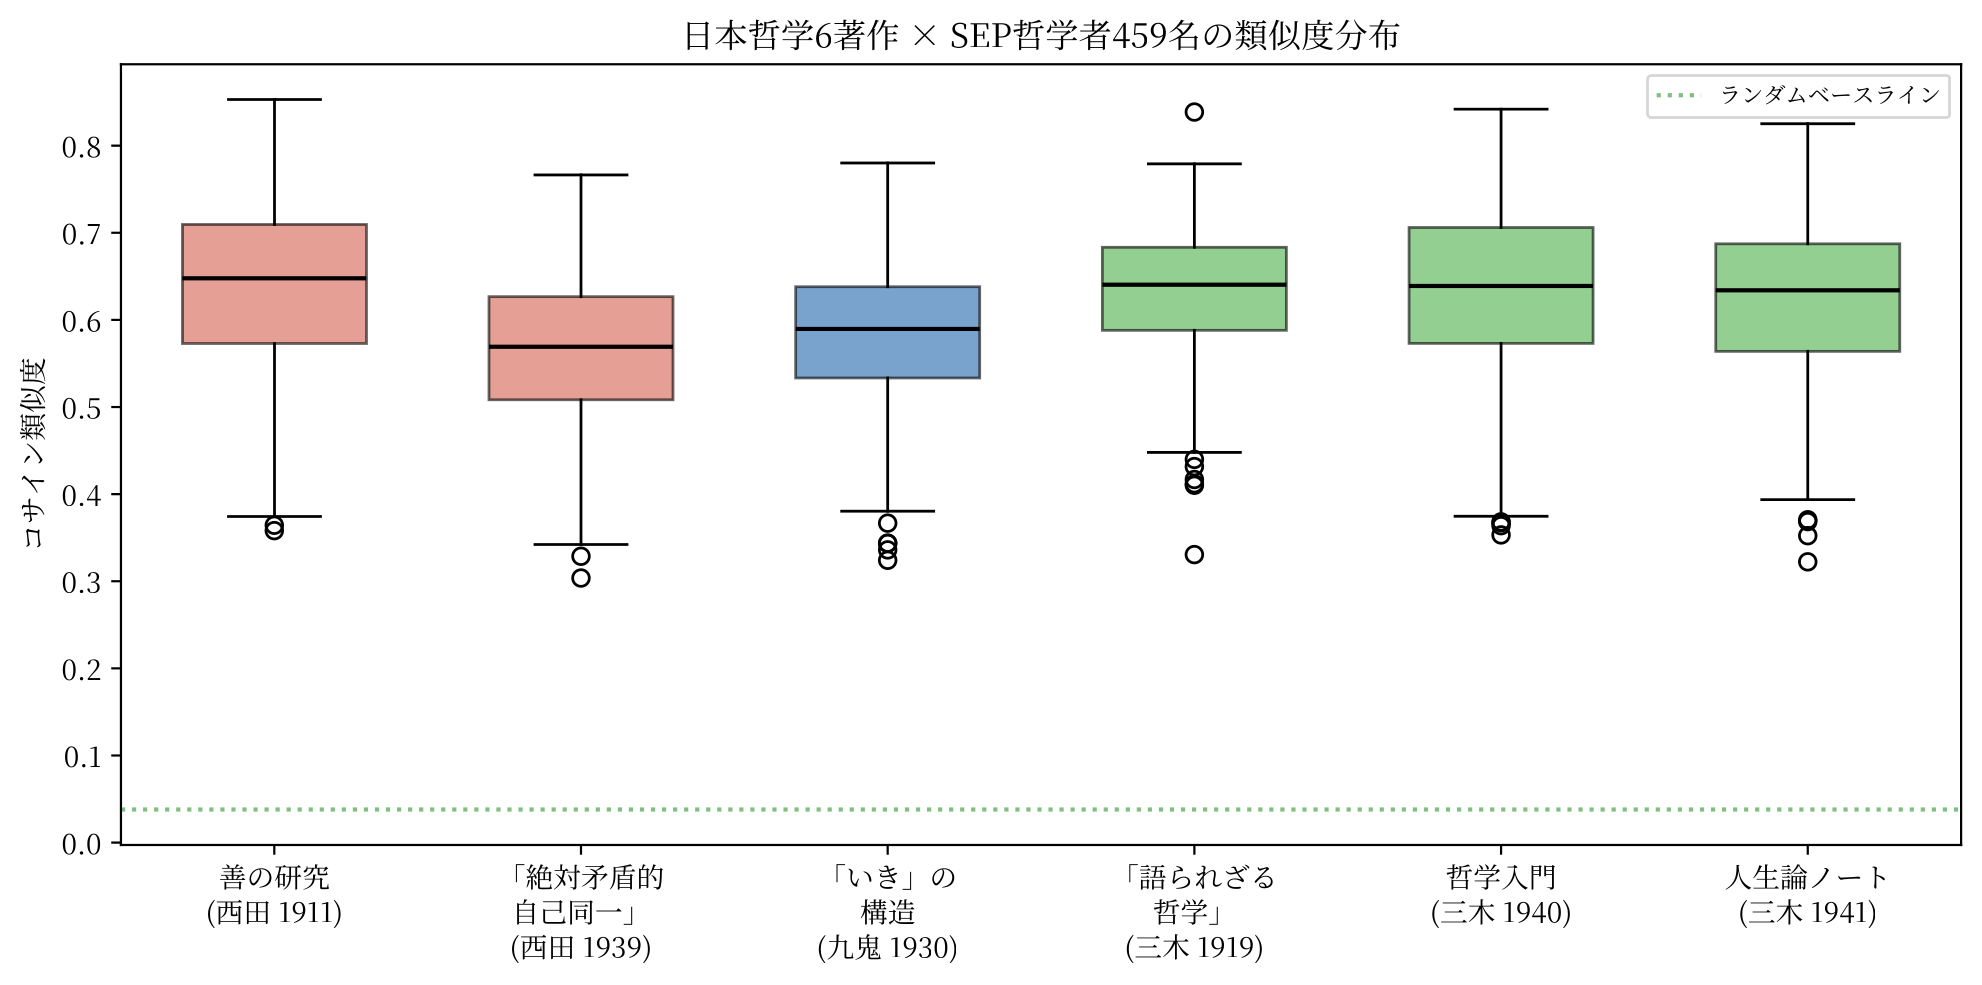 日本哲学6著作 × SEP哲学者459名の類似度分布
ランダムベースライン
コサイン類似度
0.8
0.7
0.6
0.5
0.4
0.3
0.2
0.1
0.0
善の研究
(西田 1911)
「絶対矛盾的
自己同一」
(西田 1939)
「いき」の
構造
(九鬼 1930)
「語られざる
哲学」
(三木 1919)
哲学入門
(三木 1940)
人生論ノート
(三木 1941)